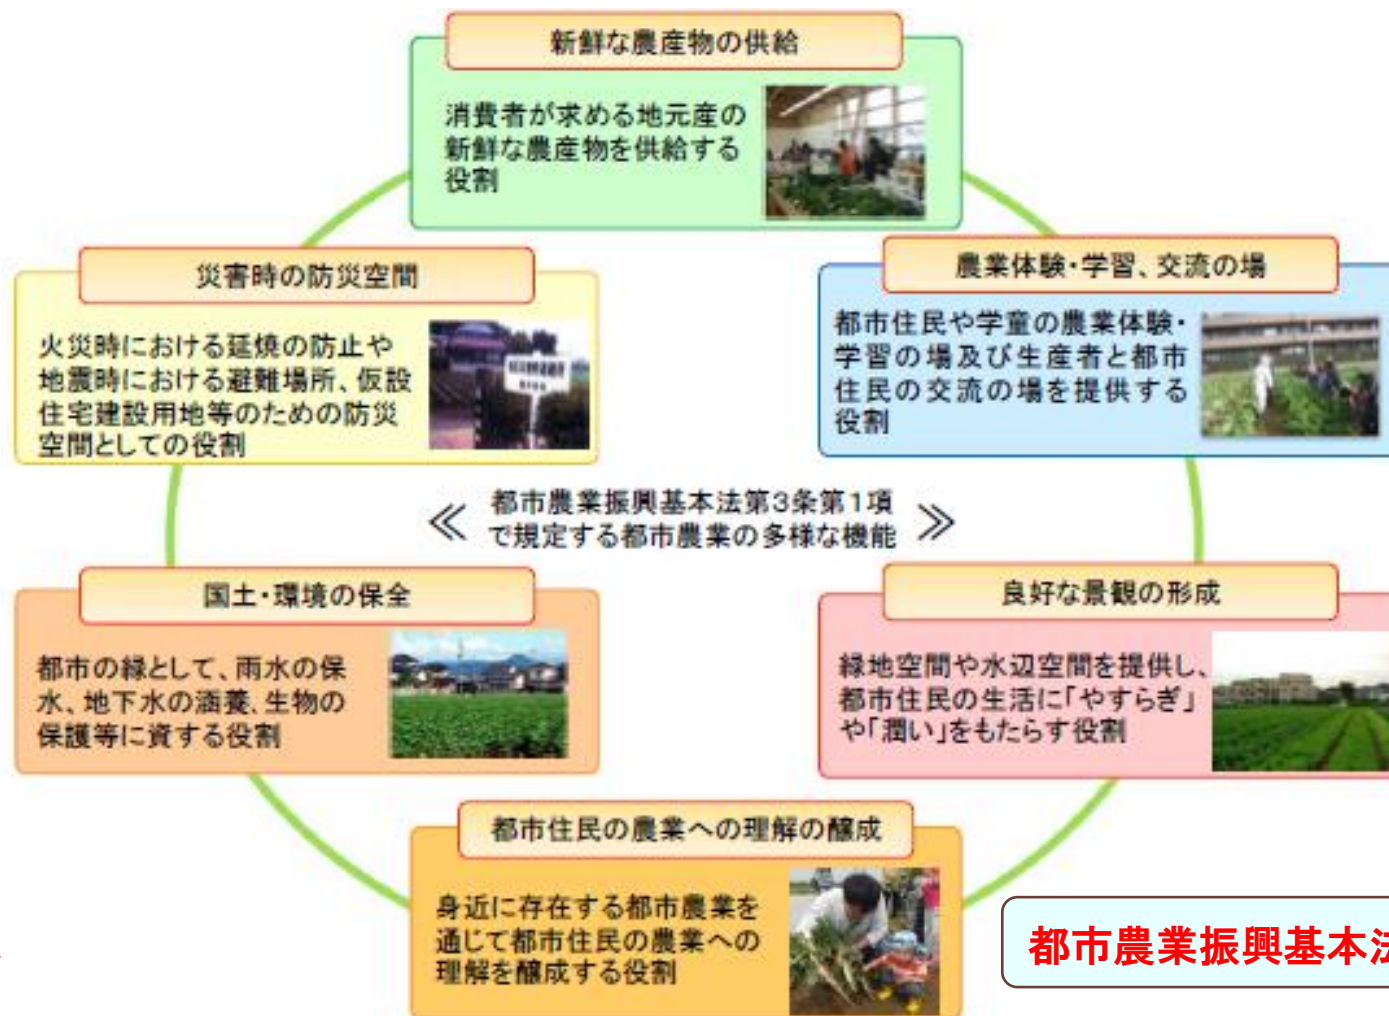 新鮮な農産物の供給
消費者が求める地元産の
新鮮な農産物を供給する
役割
災害時の防災空間
火災時における延焼の防止や
地震時における避難場所、仮設
住宅建設用地等のための防災
空間としての役割
農業体験・学習、交流の場
都市住民や学童の農業体験・
学習の場及び生産者と都市
住民の交流の場を提供する
役割
≪ 都市農業振興基本法第3条第1項 ≫
で規定する都市農業の多様な機能
国土・環境の保全
都市の緑として、雨水の保
水、地下水の涵養、生物の
保護等に資する役割
良好な景観の形成
緑地空間や水辺空間を提供し、
都市住民の生活に「やすらぎ」
や「潤い」をもたらす役割
都市住民の農業への理解の醸成
身近に存在する都市農業を
通じて都市住民の農業への
理解を醸成する役割
都市農業振興基本法